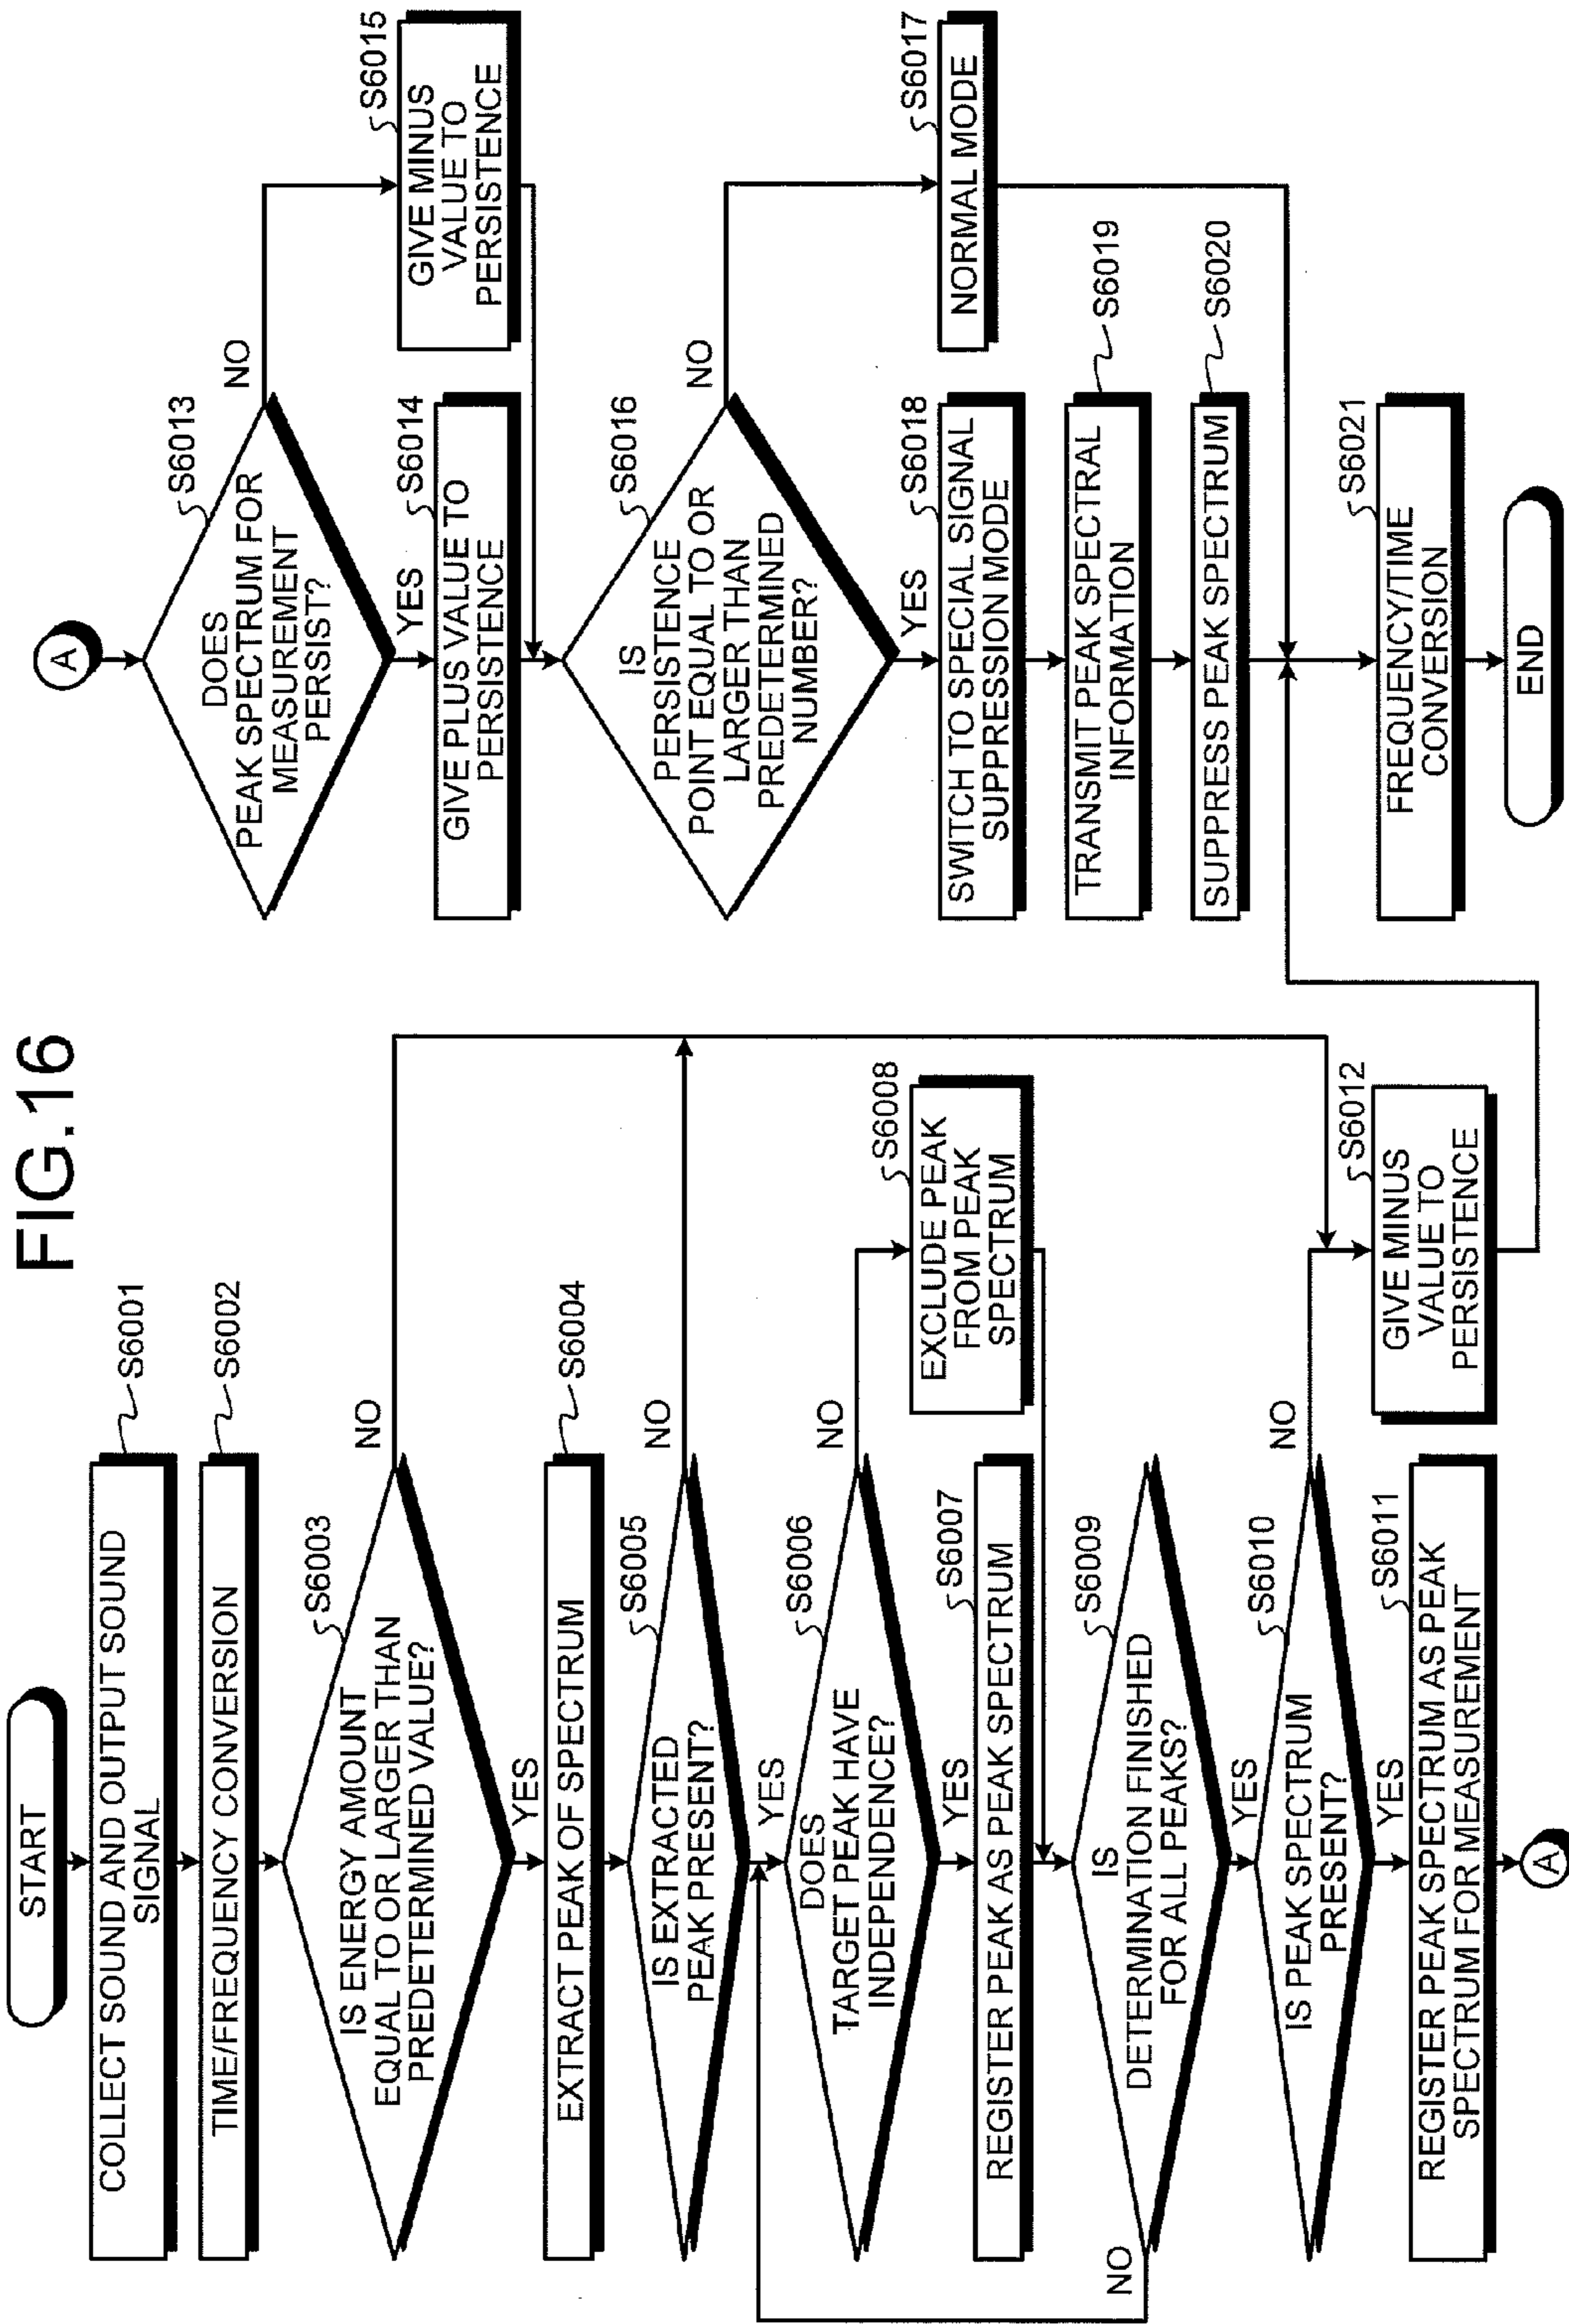 FIG.16
START
COLLECT SOUND AND OUTPUT SOUND
SIGNAL
S6001
TIME/FREQUENCY CONVERSION
S6002
IS ENERGY AMOUNT
EQUAL TO OR LARGER THAN
PREDETERMINED VALUE?
S6003
NO
YES
EXTRACT PEAK OF SPECTRUM
S6004
IS EXTRACTED
PEAK PRESENT?
S6005
NO
YES
DOES
TARGET PEAK HAVE
INDEPENDENCE?
S6006
NO
YES
REGISTER PEAK AS PEAK SPECTRUM
S6007
EXCLUDE PEAK
FROM PEAK
SPECTRUM
S6008
IS
DETERMINATION FINISHED
FOR ALL PEAKS?
S6009
NO
YES
IS PEAK SPECTRUM
PRESENT?
S6010
NO
YES
REGISTER PEAK SPECTRUM AS PEAK
SPECTRUM FOR MEASUREMENT
S6011
GIVE MINUS
VALUE TO
PERSISTENCE
S6012
A
A
DOES
PEAK SPECTRUM FOR
MEASUREMENT
PERSIST?
S6013
NO
YES
GIVE PLUS VALUE TO
PERSISTENCE
S6014
GIVE MINUS
VALUE TO
PERSISTENCE
S6015
IS
PERSISTENCE
POINT EQUAL TO OR
LARGER THAN
PREDETERMINED
NUMBER?
S6016
NO
YES
NORMAL MODE
S6017
SWITCH TO SPECIAL SIGNAL
SUPPRESSION MODE
S6018
TRANSMIT PEAK SPECTRAL
INFORMATION
S6019
SUPPRESS PEAK SPECTRUM
S6020
FREQUENCY/TIME
CONVERSION
S6021
END